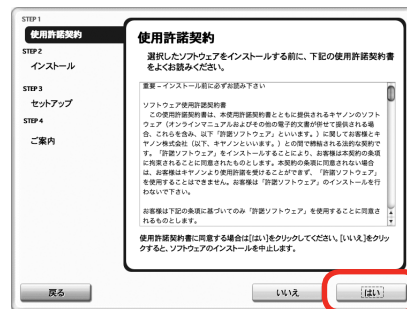 STEP 1
使用許諾契約
STEP 2
インストール
STEP 3
セットアップ
STEP 4
ご案内
使用許諾契約
選択したソフトウェアをインストールする前に、下記の使用許諾契約書
をよくお読みください。
重要 – インストール前に必ずお読み下さい
ソフトウェア使用許諾契約書
この使用許諾契約書は、本使用許諾契約書とともに提供されるキヤノンのソフト
ウェア（オンラインマニュアルおよびその他の電子的文書が併せて提供される場
合、これらを含み、以下「許諾ソフトウェア」といいます。）に関してお客様とキ
ヤノン株式会社（以下、キヤノンといいます。）との間で締結される法的な契約で
す。「許諾ソフトウェア」をインストールすることにより、お客様は本契約の条項
に拘束されることに同意されたものとします。本契約の条項に同意されない場合
は、お客様はキヤノンより使用許諾を受けることができず、「許諾ソフトウェア」
を使用することはできません。お客様は「許諾ソフトウェア」のインストールを行
わないで下さい。
お客様は下記の条項に基づいてのみ「許諾ソフトウェア」を使用することに同意さ
れるものとします。
使用許諾契約書に同意する場合は[はい]をクリックしてください。[いいえ]をクリッ
クすると、ソフトウェアのインストールを中止します。
戻る
いいえ
はい